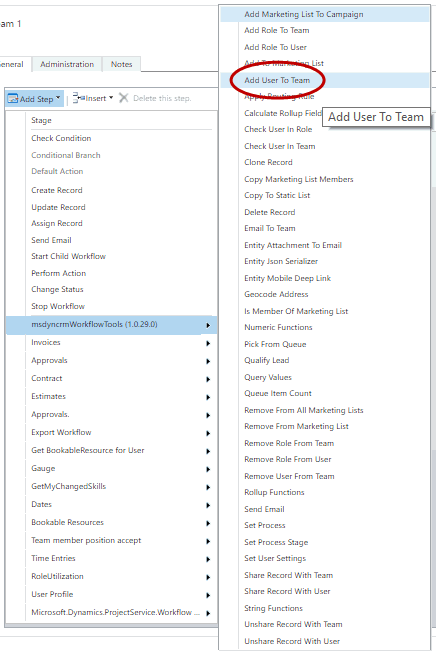 eam 1
eneral
Administration
Notes
Add Step
Insert
Delete this step.
Stage
Check Condition
Conditional Branch
Default Action
Create Record
Update Record
Assign Record
Send Email
Start Child Workflow
Perform Action
Change Status
Stop Workflow
msdyncrmWorkflowTools (1.0.29.0)
Invoices
Approvals
Contract
Estimates
Approvals.
Export Workflow
Get BookableResource for User
Gauge
GetMyChangedSkills
Dates
Bookable Resources
Team member position accept
Time Entries
RoleUtilization
User Profile
Microsoft.Dynamics.ProjectService.Workflow ...
Add Marketing List To Campaign
Add Role To Team
Add Role To User
Add To Marketing List
Add User To Team
Apply Routing Rule
Calculate Rollup Field
Add User To Team
Check User In Role
Check User In Team
Clone Record
Copy Marketing List Members
Copy To Static List
Delete Record
Email To Team
Entity Attachment To Email
Entity Json Serializer
Entity Mobile Deep Link
Geocode Address
Is Member Of Marketing List
Numeric Functions
Pick From Queue
Qualify Lead
Query Values
Queue Item Count
Remove From All Marketing Lists
Remove From Marketing List
Remove Role From Team
Remove Role From User
Remove User From Team
Rollup Functions
Send Email
Set Process
Set Process Stage
Set User Settings
Share Record With Team
Share Record With User
String Functions
Unshare Record With Team
Unshare Record With User